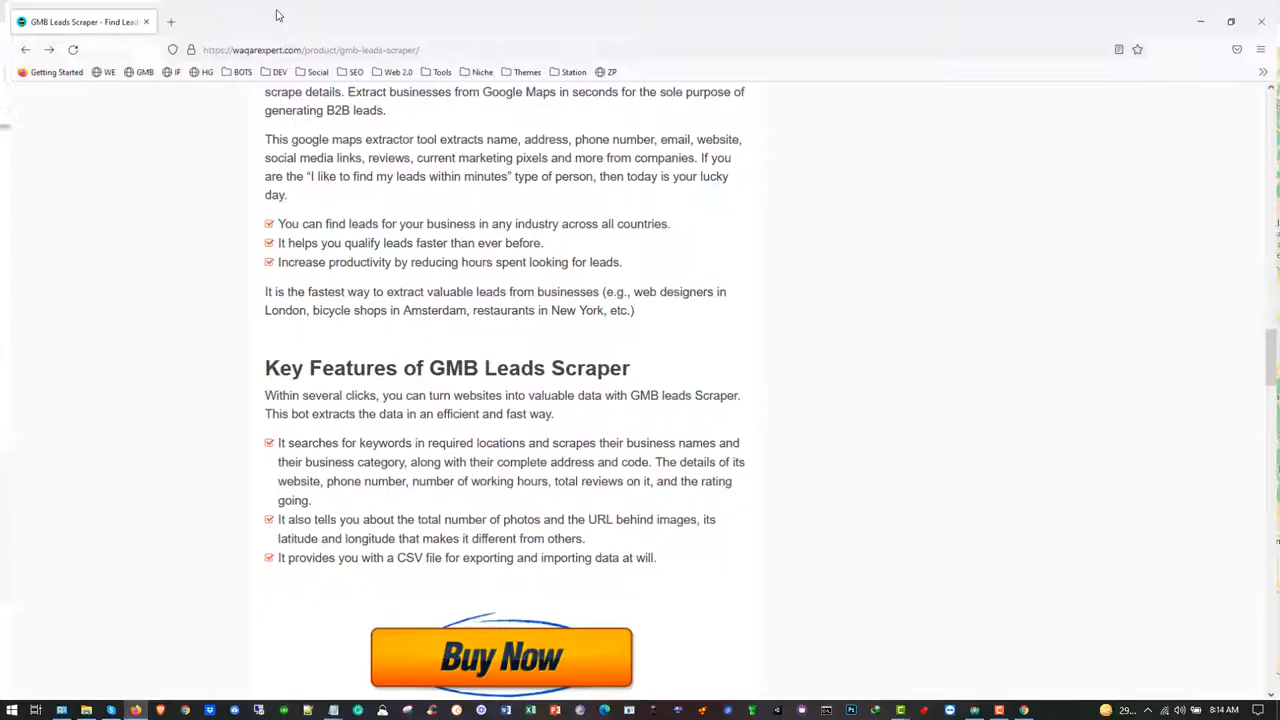 GMB Leads Scraper - Find Lead
https://waqarexpert.com/product/gmb-leads-scraper/
Getting Started WE GMB IF HG BOTS DEV Social SEO Web 2.0 Tools Niche Themes Station ZP
scrape details. Extract businesses from Google Maps in seconds for the sole purpose of
generating B2B leads.
This google maps extractor tool extracts name, address, phone number, email, website,
social media links, reviews, current marketing pixels and more from companies. If you
are the “I like to find my leads within minutes” type of person, then today is your lucky
day.
You can find leads for your business in any industry across all countries.
It helps you qualify leads faster than ever before.
Increase productivity by reducing hours spent looking for leads.
It is the fastest way to extract valuable leads from businesses (e.g., web designers in
London, bicycle shops in Amsterdam, restaurants in New York, etc.)
Key Features of GMB Leads Scraper
Within several clicks, you can turn websites into valuable data with GMB leads Scraper.
This bot extracts the data in an efficient and fast way.
It searches for keywords in required locations and scrapes their business names and
their business category, along with their complete address and code. The details of its
website, phone number, number of working hours, total reviews on it, and the rating
going.
It also tells you about the total number of photos and the URL behind images, its
latitude and longitude that makes it different from others.
It provides you with a CSV file for exporting and importing data at will.
Buy Now
8:14 AM